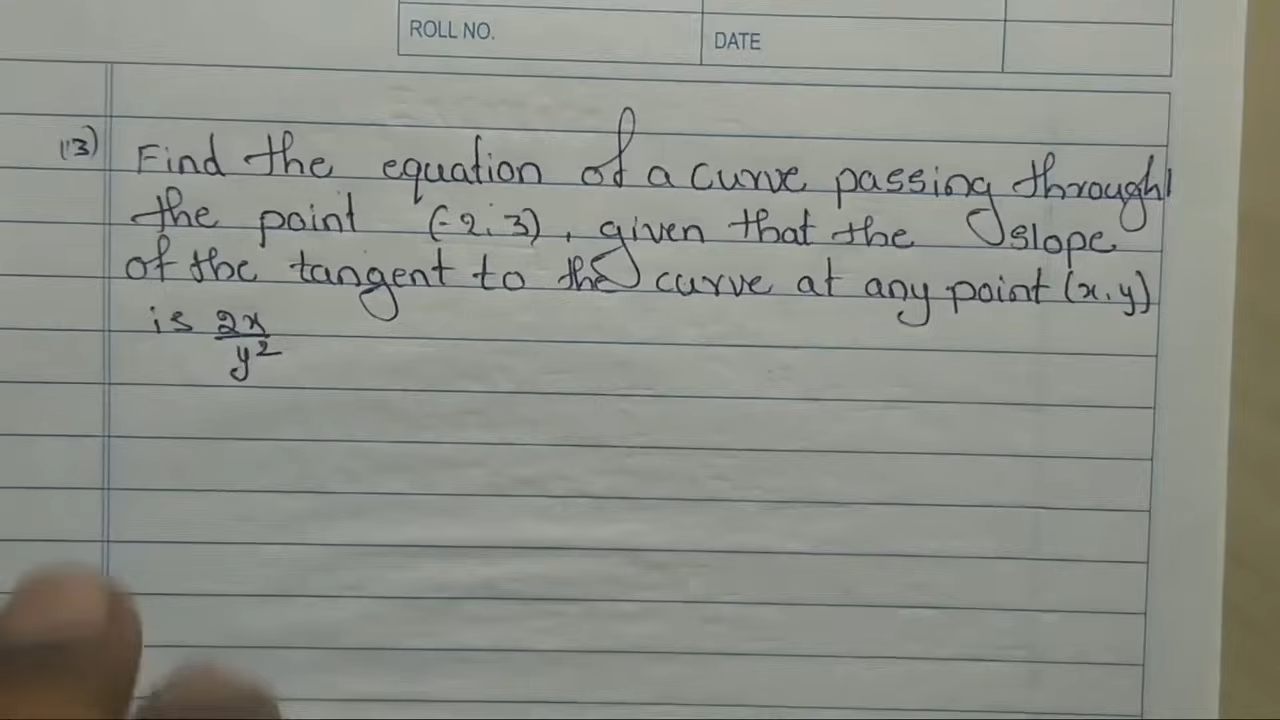 ROLL NO.
DATE
13) Find the equation of a curve passing through
the point (-2, 3), given that the slope
of the tangent to the curve at any point (x, y)
is 2x/y²